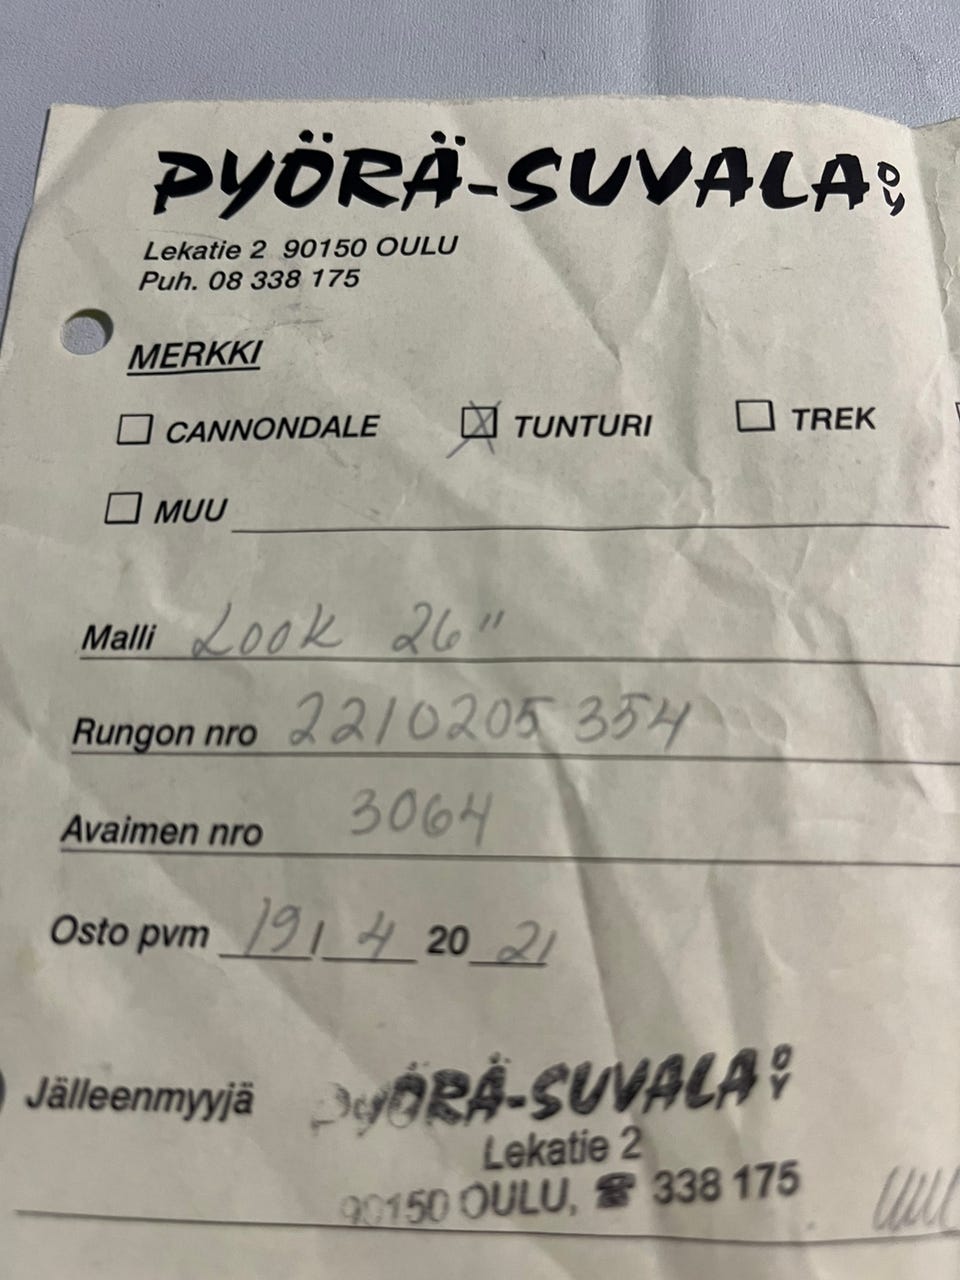 PYÖRÄ-SUVALA OY
Lekatie 2 90150 OULU
Puh. 08 338 175
MERKKI
CANNONDALE TUNTURI TREK
MUU
Malli Look 26"
Rungon nro 2210205354
Avaimen nro 3064
Osto pvm 19 / 4 20 21
Jälleenmyyjä PYÖRÄ-SUVALA OY
Lekatie 2
90150 OULU, ☎ 338 175